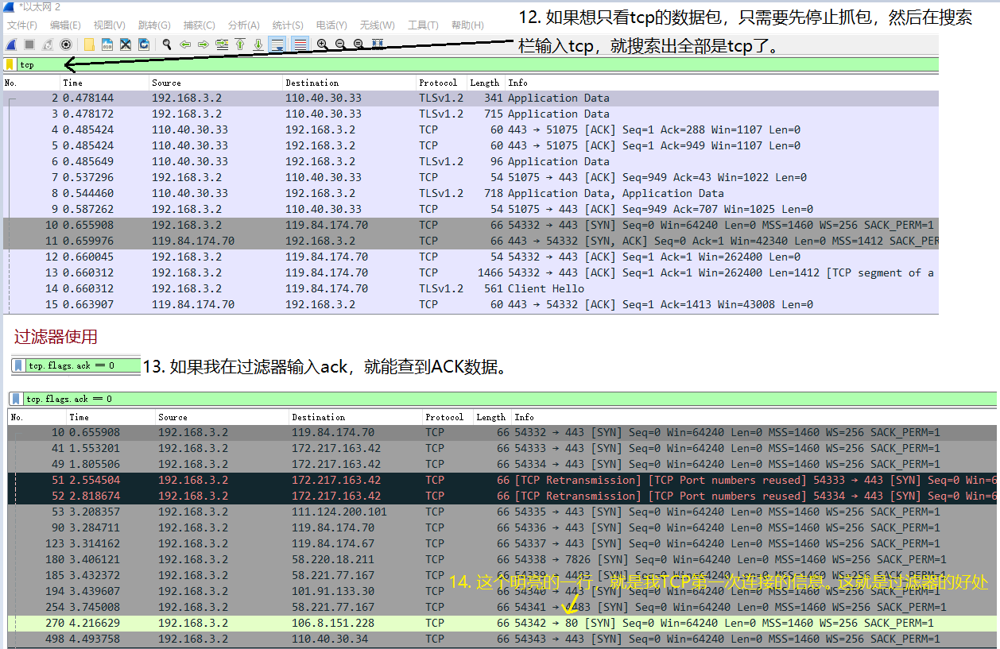 *以太网 2
文件(F) 编辑(E) 视图(V) 跳转(G) 捕获(C) 分析(A) 统计(S) 电话(Y) 无线(W) 工具(T) 帮助(H)
12. 如果想只看tcp的数据包，只需要先停止抓包，然后在搜索
栏输入tcp，就搜索出全部是tcp了。
tcp
No. Time Source Destination Protocol Length Info
2 0.478144 192.168.3.2 110.40.30.33 TLSv1.2 341 Application Data
3 0.478172 192.168.3.2 110.40.30.33 TLSv1.2 715 Application Data
4 0.485424 110.40.30.33 192.168.3.2 TCP 60 443 → 51075 [ACK] Seq=1 Ack=288 Win=1107 Len=0
5 0.485424 110.40.30.33 192.168.3.2 TCP 60 443 → 51075 [ACK] Seq=1 Ack=949 Win=1107 Len=0
6 0.485649 110.40.30.33 192.168.3.2 TLSv1.2 96 Application Data
7 0.537296 192.168.3.2 110.40.30.33 TCP 54 51075 → 443 [ACK] Seq=949 Ack=43 Win=1022 Len=0
8 0.544460 110.40.30.33 192.168.3.2 TLSv1.2 718 Application Data, Application Data
9 0.587262 192.168.3.2 110.40.30.33 TCP 54 51075 → 443 [ACK] Seq=949 Ack=707 Win=1025 Len=0
10 0.655908 192.168.3.2 119.84.174.70 TCP 66 54332 → 443 [SYN] Seq=0 Win=64240 Len=0 MSS=1460 WS=256 SACK_PERM=1
11 0.659976 119.84.174.70 192.168.3.2 TCP 66 443 → 54332 [SYN, ACK] Seq=0 Ack=1 Win=42340 Len=0 MSS=1412 SACK_PER
12 0.660045 192.168.3.2 119.84.174.70 TCP 54 54332 → 443 [ACK] Seq=1 Ack=1 Win=262400 Len=0
13 0.660312 192.168.3.2 119.84.174.70 TCP 1466 54332 → 443 [ACK] Seq=1 Ack=1 Win=262400 Len=1412 [TCP segment of a
14 0.660312 192.168.3.2 119.84.174.70 TLSv1.2 561 Client Hello
15 0.663907 119.84.174.70 192.168.3.2 TCP 60 443 → 54332 [ACK] Seq=1 Ack=1413 Win=43008 Len=0
过滤器使用
tcp.flags.ack == 0
13. 如果我在过滤器输入ack，就能查到ACK数据。
tcp.flags.ack == 0
No. Time Source Destination Protocol Length Info
10 0.655908 192.168.3.2 119.84.174.70 TCP 66 54332 → 443 [SYN] Seq=0 Win=64240 Len=0 MSS=1460 WS=256 SACK_PERM=1
41 1.553201 192.168.3.2 172.217.163.42 TCP 66 54333 → 443 [SYN] Seq=0 Win=64240 Len=0 MSS=1460 WS=256 SACK_PERM=1
49 1.805506 192.168.3.2 172.217.163.42 TCP 66 54334 → 443 [SYN] Seq=0 Win=64240 Len=0 MSS=1460 WS=256 SACK_PERM=1
51 2.554504 192.168.3.2 172.217.163.42 TCP 66 [TCP Retransmission] [TCP Port numbers reused] 54333 → 443 [SYN] Seq=0 Win=6
52 2.818674 192.168.3.2 172.217.163.42 TCP 66 [TCP Retransmission] [TCP Port numbers reused] 54334 → 443 [SYN] Seq=0 Win=6
53 3.208357 192.168.3.2 111.124.200.101 TCP 66 54335 → 443 [SYN] Seq=0 Win=64240 Len=0 MSS=1460 WS=256 SACK_PERM=1
90 3.284711 192.168.3.2 119.84.174.70 TCP 66 54336 → 443 [SYN] Seq=0 Win=64240 Len=0 MSS=1460 WS=256 SACK_PERM=1
123 3.314162 192.168.3.2 119.84.174.67 TCP 66 54337 → 443 [SYN] Seq=0 Win=64240 Len=0 MSS=1460 WS=256 SACK_PERM=1
180 3.406121 192.168.3.2 58.220.18.211 TCP 66 54338 → 7826 [SYN] Seq=0 Win=64240 Len=0 MSS=1460 WS=256 SACK_PERM=1
185 3.432372 192.168.3.2 58.221.77.167 TCP 66 54339 → 4483 [SYN] Seq=0 Win=64240 Len=0 MSS=1460 WS=256 SACK_PERM=1
14. 这个明亮的一行，就是我TCP第一次连接的信息。这就是过滤器的好处
194 3.439607 192.168.3.2 101.91.133.30 TCP 66 54340 → 443 [SYN] Seq=0 Win=64240 Len=0 MSS=1460 WS=256 SACK_PERM=1
254 3.745008 192.168.3.2 58.221.77.167 TCP 66 54341 → 4483 [SYN] Seq=0 Win=64240 Len=0 MSS=1460 WS=256 SACK_PERM=1
270 4.216629 192.168.3.2 106.8.151.228 TCP 66 54342 → 80 [SYN] Seq=0 Win=64240 Len=0 MSS=1460 WS=256 SACK_PERM=1
498 4.493758 192.168.3.2 110.40.30.34 TCP 66 54343 → 443 [SYN] Seq=0 Win=64240 Len=0 MSS=1460 WS=256 SACK_PERM=1